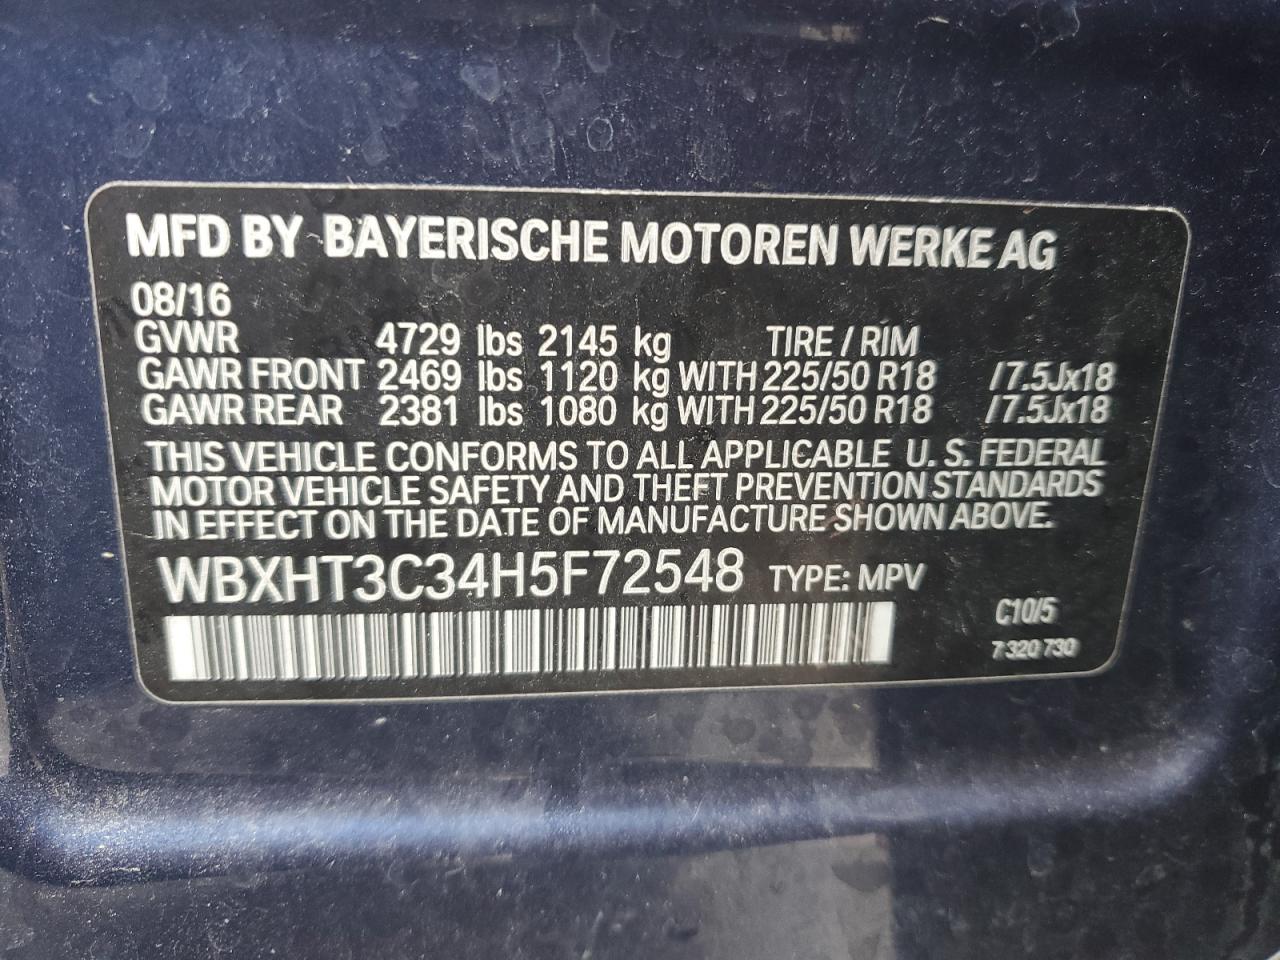 MFD BY BAYERISCHE MOTOREN WERKE AG
08/16
GVWR 4729 lbs 2145 kg TIRE / RIM
GAWR FRONT 2469 lbs 1120 kg WITH 225/50 R18 /7.5Jx18
GAWR REAR 2381 lbs 1080 kg WITH 225/50 R18 /7.5Jx18
THIS VEHICLE CONFORMS TO ALL APPLICABLE U. S. FEDERAL
MOTOR VEHICLE SAFETY AND THEFT PREVENTION STANDARDS
IN EFFECT ON THE DATE OF MANUFACTURE SHOWN ABOVE.
WBXHT3C34H5F72548 TYPE: MPV
C10/5
7 320 730